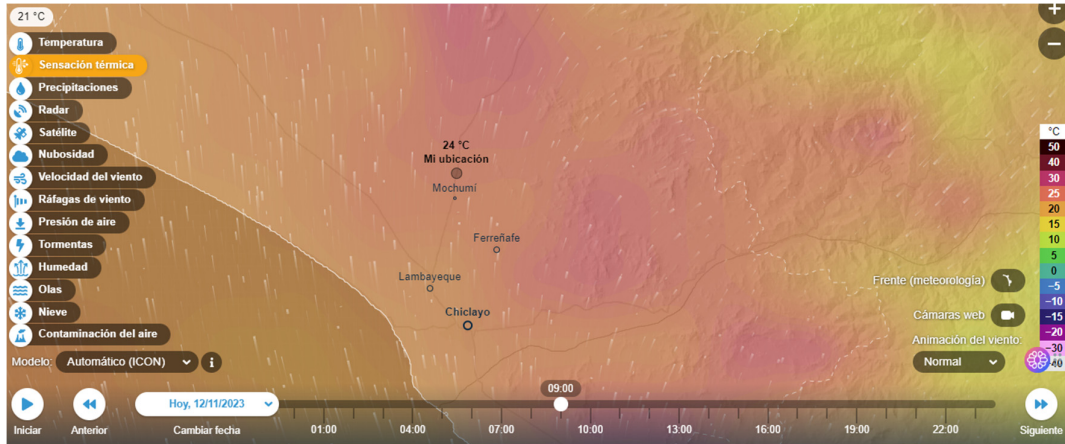 21 °C
Temperatura
Sensación térmica
Precipitaciones
Radar
Satélite
Nubosidad
Velocidad del viento
Ráfagas de viento
Presión de aire
Tormentas
Humedad
Olas
Nieve
Contaminación del aire
Modelo: Automático (ICON) i
24 °C
Mi ubicación
Mochumí
Ferreñafe
Lambayeque
Chiclayo
+
−
°C
50
40
30
25
20
15
10
5
0
−5
−10
−15
−20
−30
−40
Frente (meteorología)
Cámaras web
Animación del viento:
Normal
09:00
Hoy, 12/11/2023
Iniciar Anterior Cambiar fecha 01:00 04:00 07:00 10:00 13:00 16:00 19:00 22:00 Siguiente